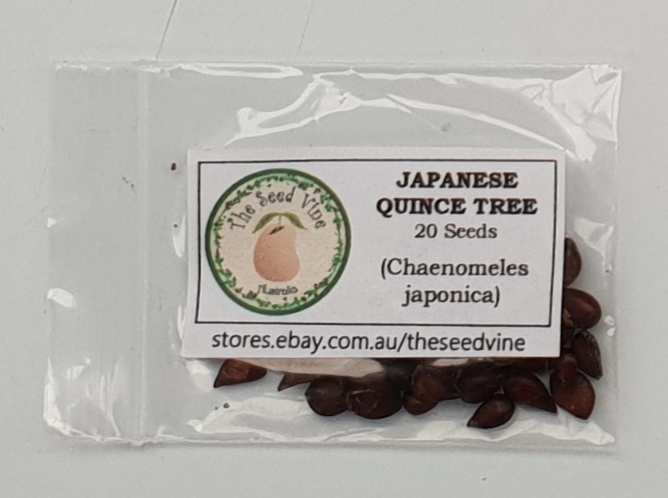 The Seed Vine
JAPANESE
QUINCE TREE
20 Seeds
(Chaenomeles
japonica)
stores.ebay.com.au/theseedvine